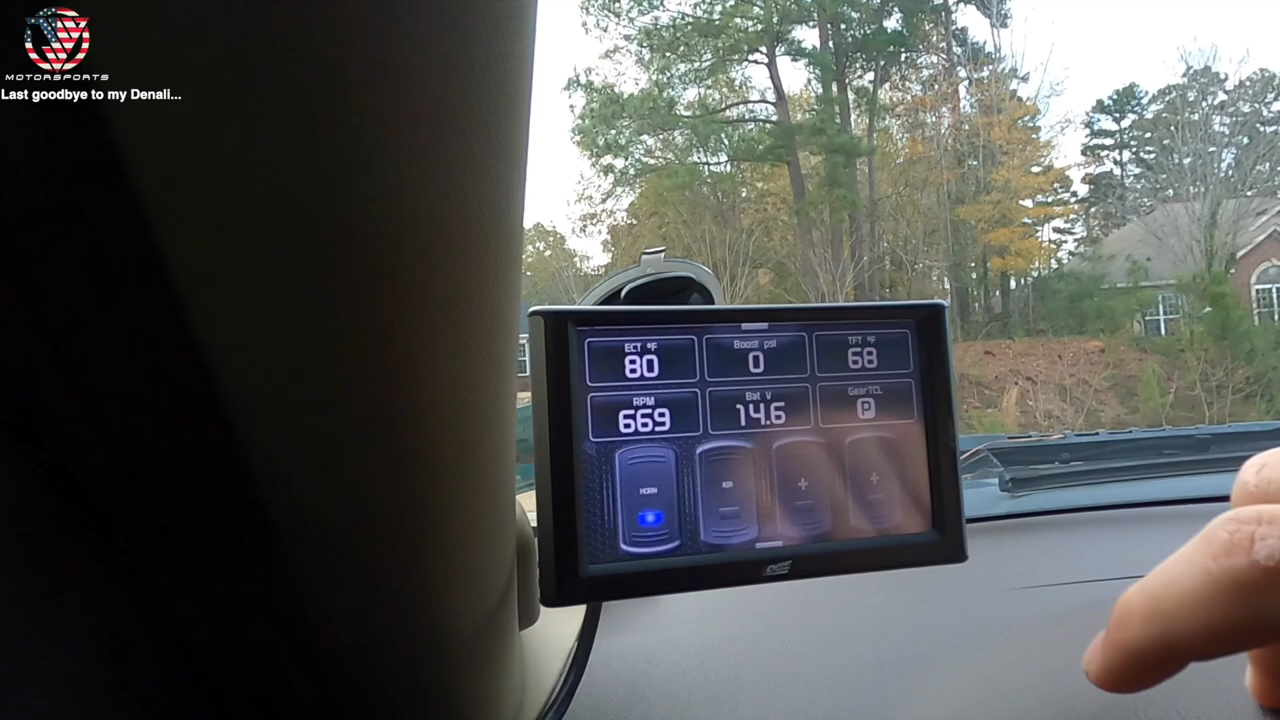 MOTORSPORTS
Last goodbye to my Denali...
ECT °F
80
Boost psi
0
TFT °F
68
RPM
669
Bat V
14.6
Gear TCL
P
HORN
+
+
EDGE